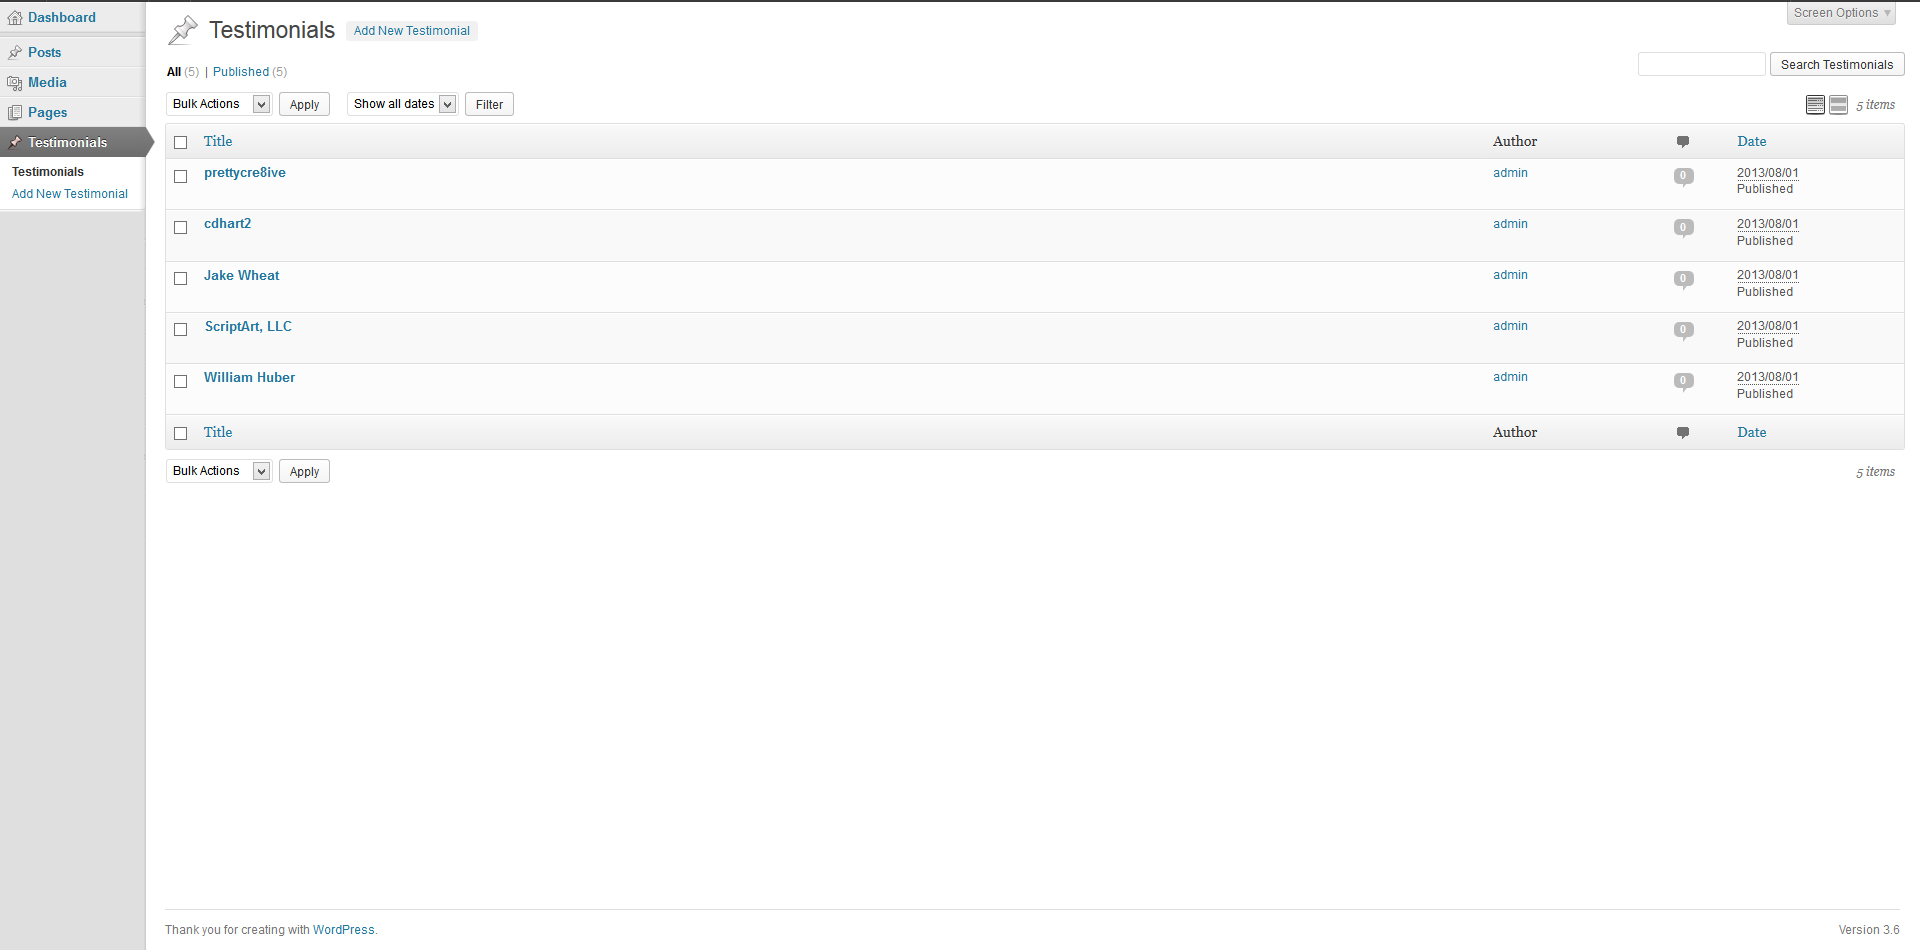 Dashboard
Posts
Media
Pages
Testimonials
Testimonials
Add New Testimonial
Screen Options
Testimonials Add New Testimonial
All (5) | Published (5)
Search Testimonials
Bulk Actions Apply Show all dates Filter 5 items
Title Author Date
prettycre8ive admin 0 2013/08/01
Published
cdhart2 admin 0 2013/08/01
Published
Jake Wheat admin 0 2013/08/01
Published
ScriptArt, LLC admin 0 2013/08/01
Published
William Huber admin 0 2013/08/01
Published
Title Author Date
Bulk Actions Apply 5 items
Thank you for creating with WordPress. Version 3.6